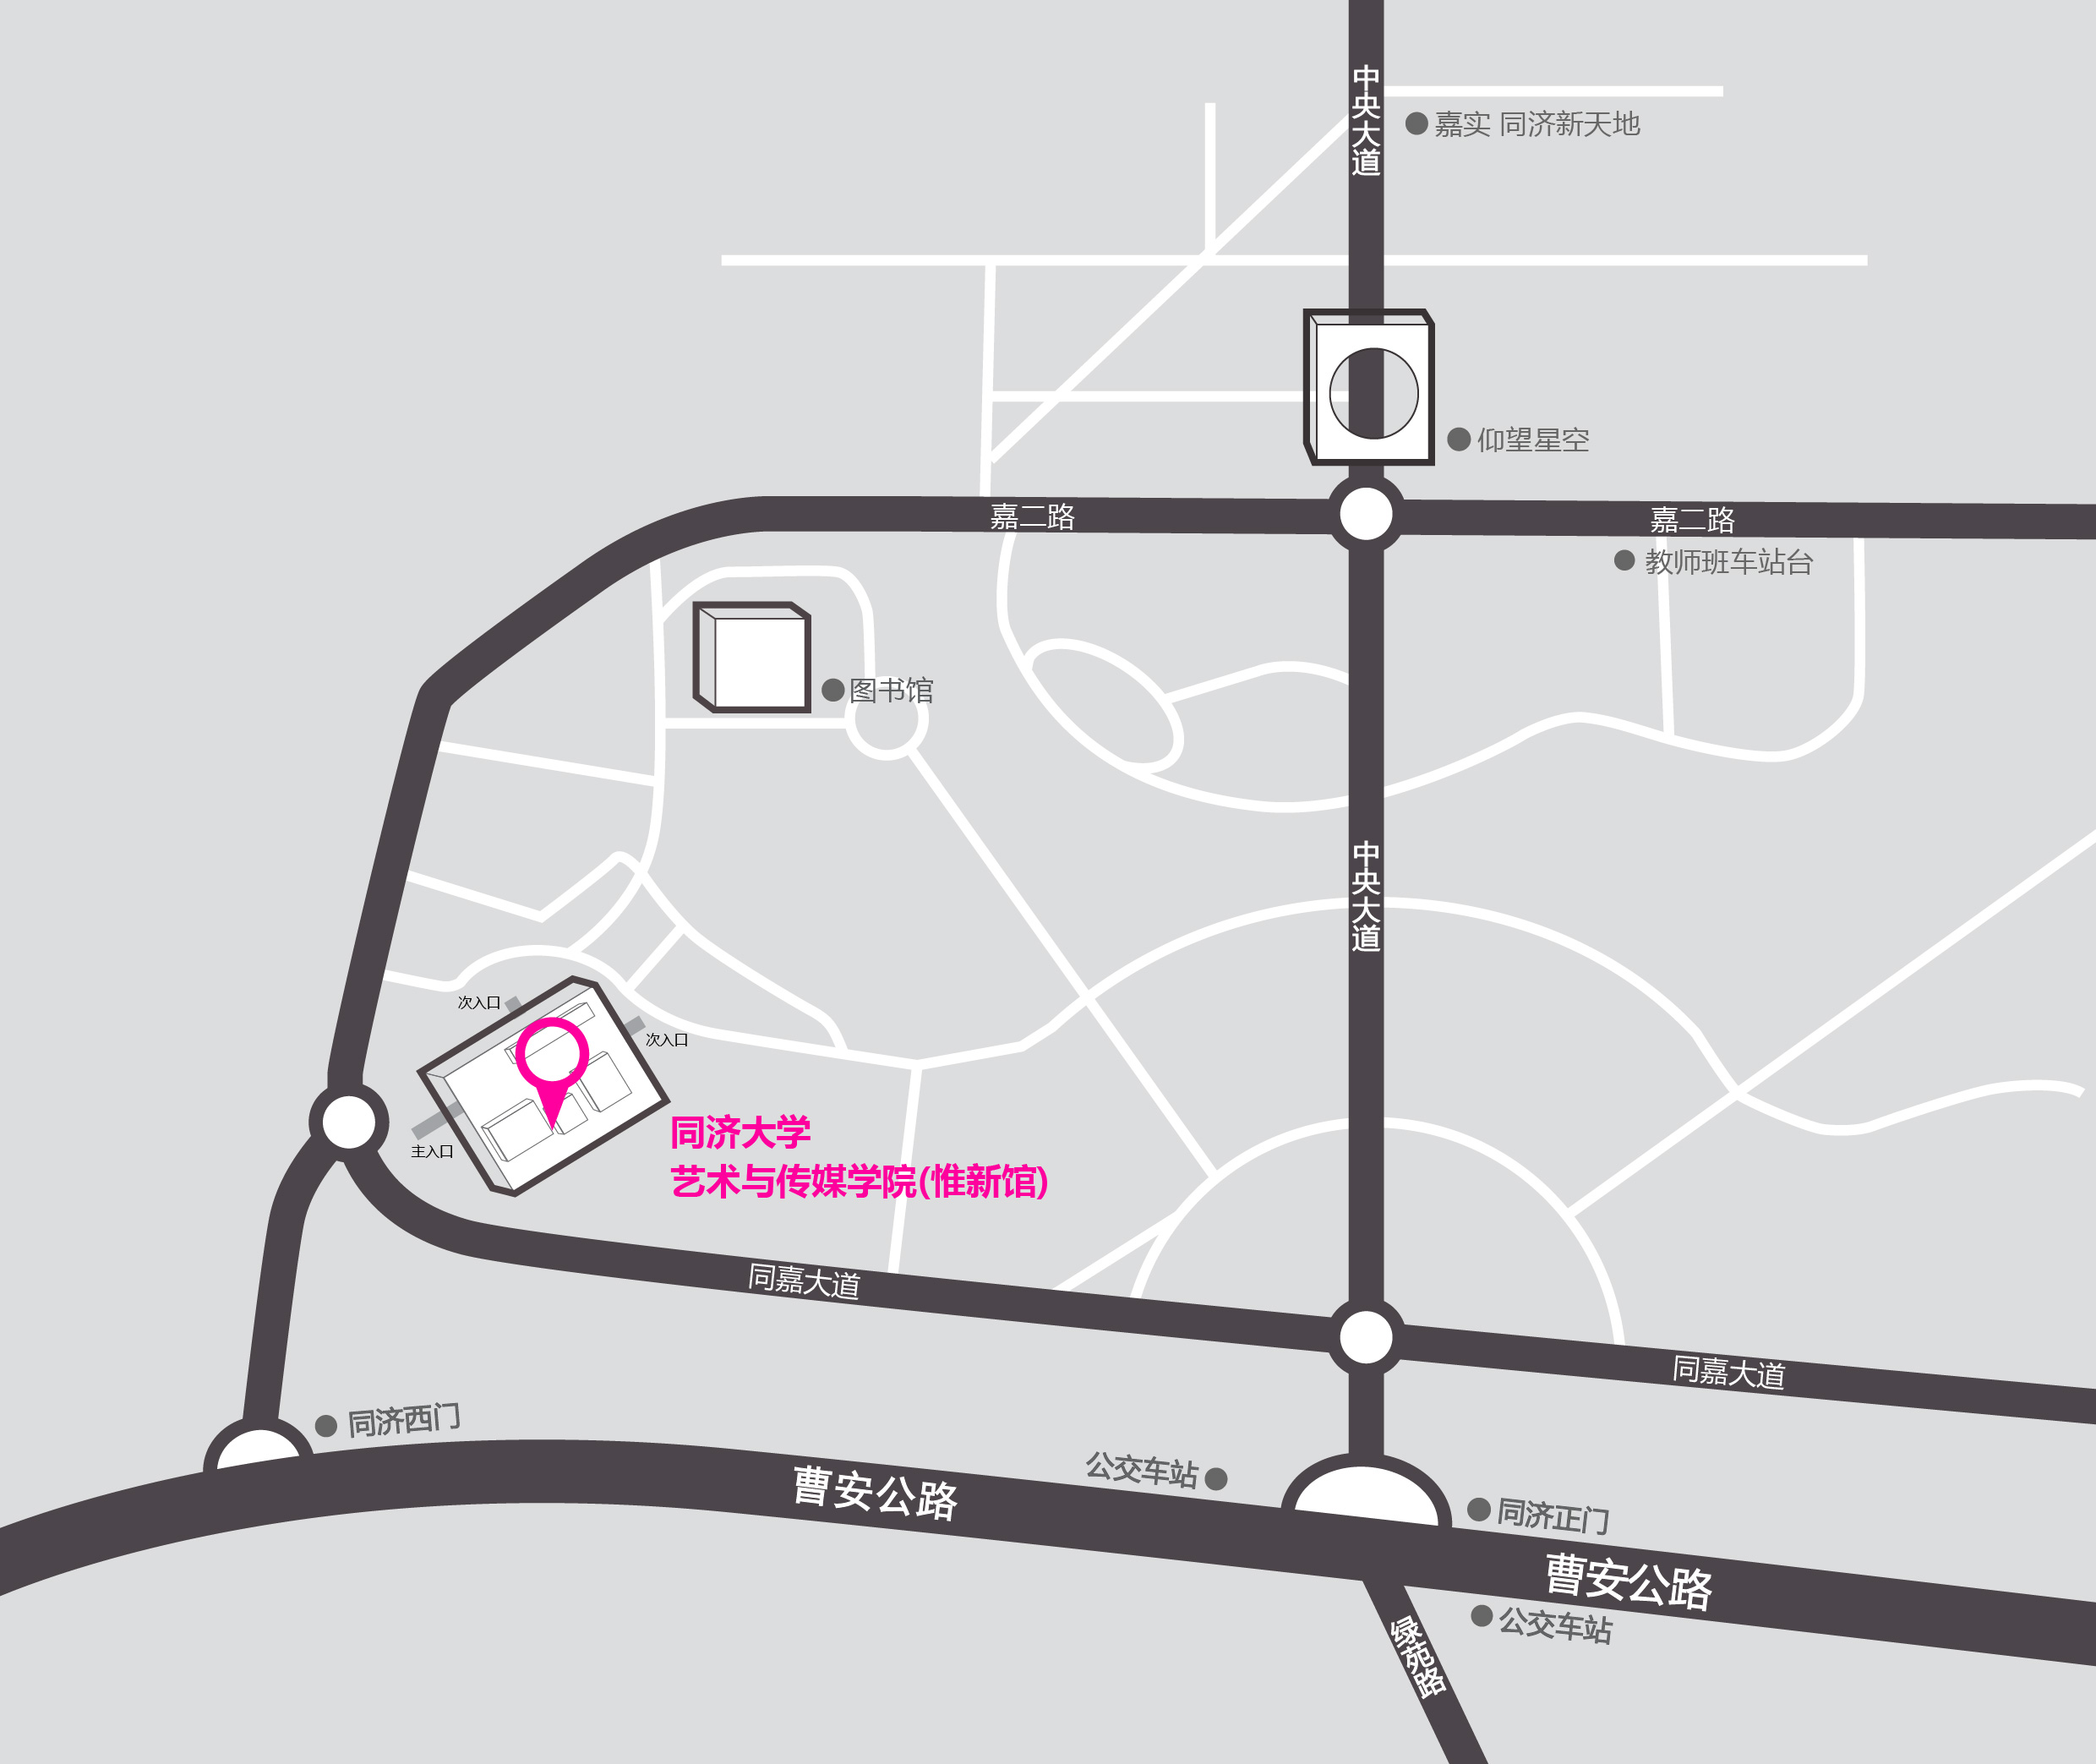 中央大道
嘉实 同济新天地
仰望星空
嘉二路
嘉二路
教师班车站台
图书馆
中央大道
次入口
次入口
主入口
同济大学
艺术与传媒学院(惟新馆)
同嘉大道
同嘉大道
同济西门
公交车站
曹安公路
同济正门
曹安公路
公交车站
绿苑路